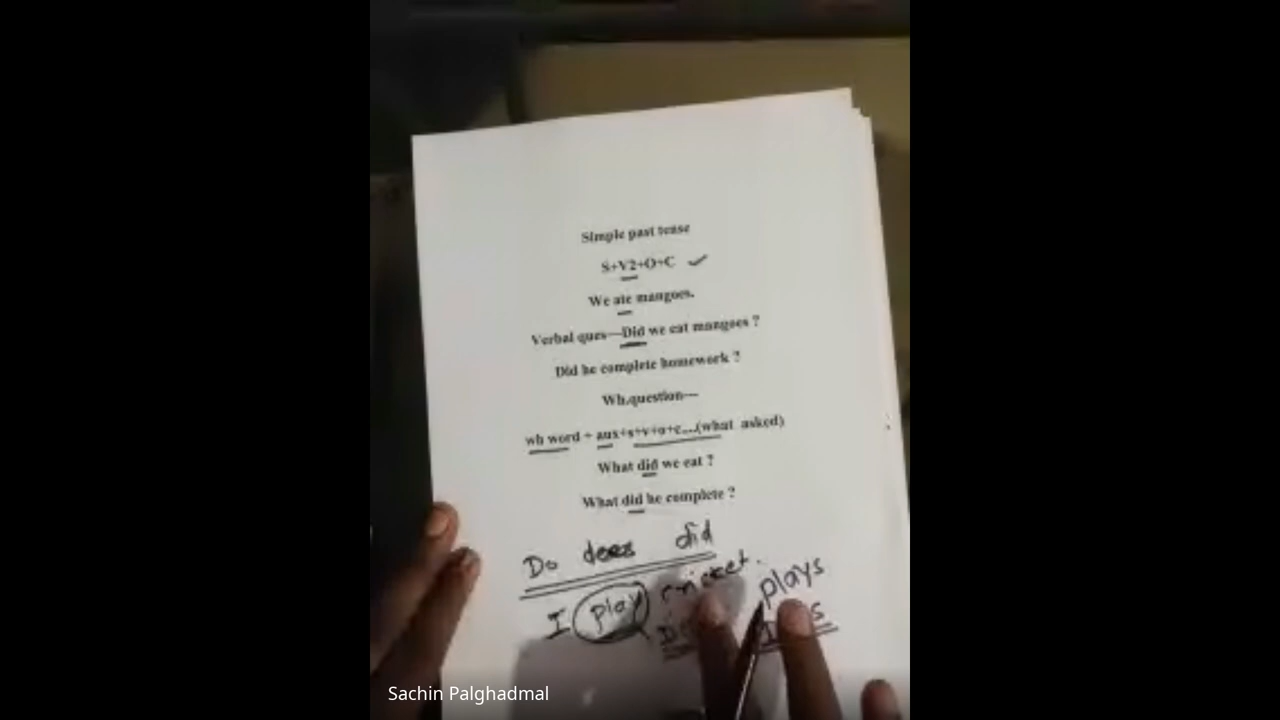 Simple past tense
S+V2+O+C
We ate mangoes.
Verbal ques—Did we eat mangoes ?
Did he complete homework ?
Wh.question—
wh word + aux+s+v+o+c...(what asked)
What did we eat ?
What did he complete ?
Do does did
I play cricket. plays
Sachin Palghadmal